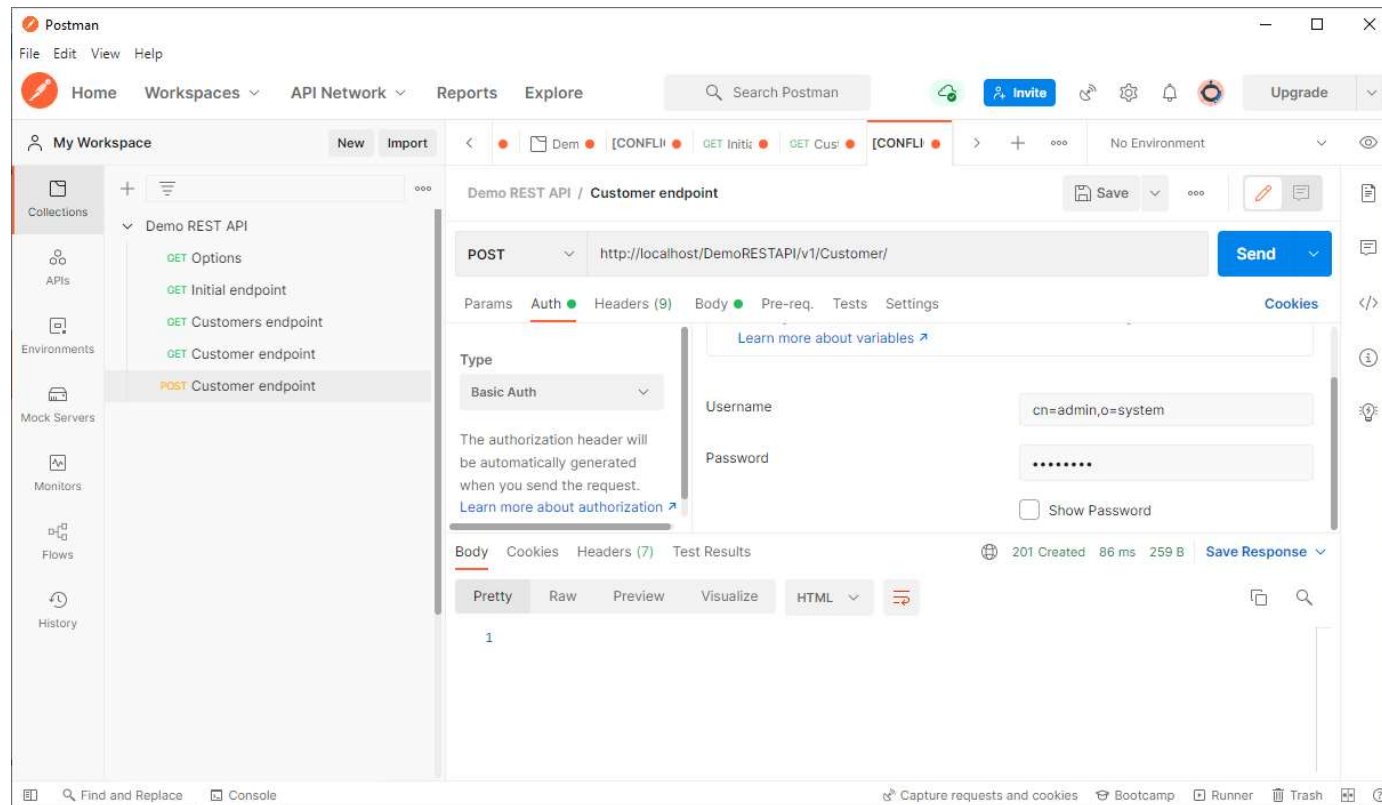 Postman
File Edit View Help
Home Workspaces API Network Reports Explore Search Postman Invite Upgrade
My Workspace New Import Dem [CONFLI GET Initia GET Cus [CONFLI No Environment
Collections
APIs
Environments
Mock Servers
Monitors
Flows
History
Demo REST API
GET Options
GET Initial endpoint
GET Customers endpoint
GET Customer endpoint
POST Customer endpoint
Demo REST API / Customer endpoint Save
POST http://localhost/DemoRESTAPI/v1/Customer/ Send
Params Auth Headers (9) Body Pre-req. Tests Settings Cookies
Type
Basic Auth
The authorization header will
be automatically generated
when you send the request.
Learn more about authorization ↗
Learn more about variables ↗
Username cn=admin,o=system
Password ••••••••
Show Password
Body Cookies Headers (7) Test Results 201 Created 86 ms 259 B Save Response
Pretty Raw Preview Visualize HTML
1
Find and Replace Console Capture requests and cookies Bootcamp Runner Trash